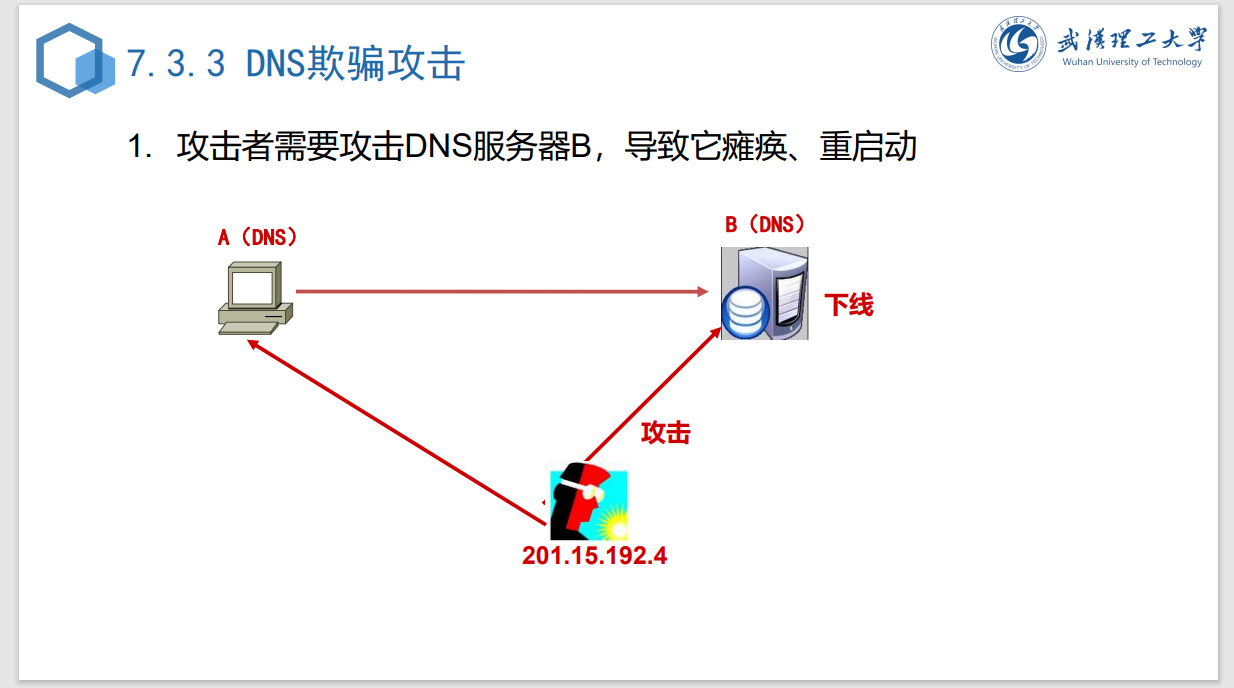 7.3.3 DNS欺骗攻击
武汉理工大学
Wuhan University of Technology
1. 攻击者需要攻击DNS服务器B，导致它瘫痪、重启动
A（DNS）
B（DNS）
下线
攻击
201.15.192.4